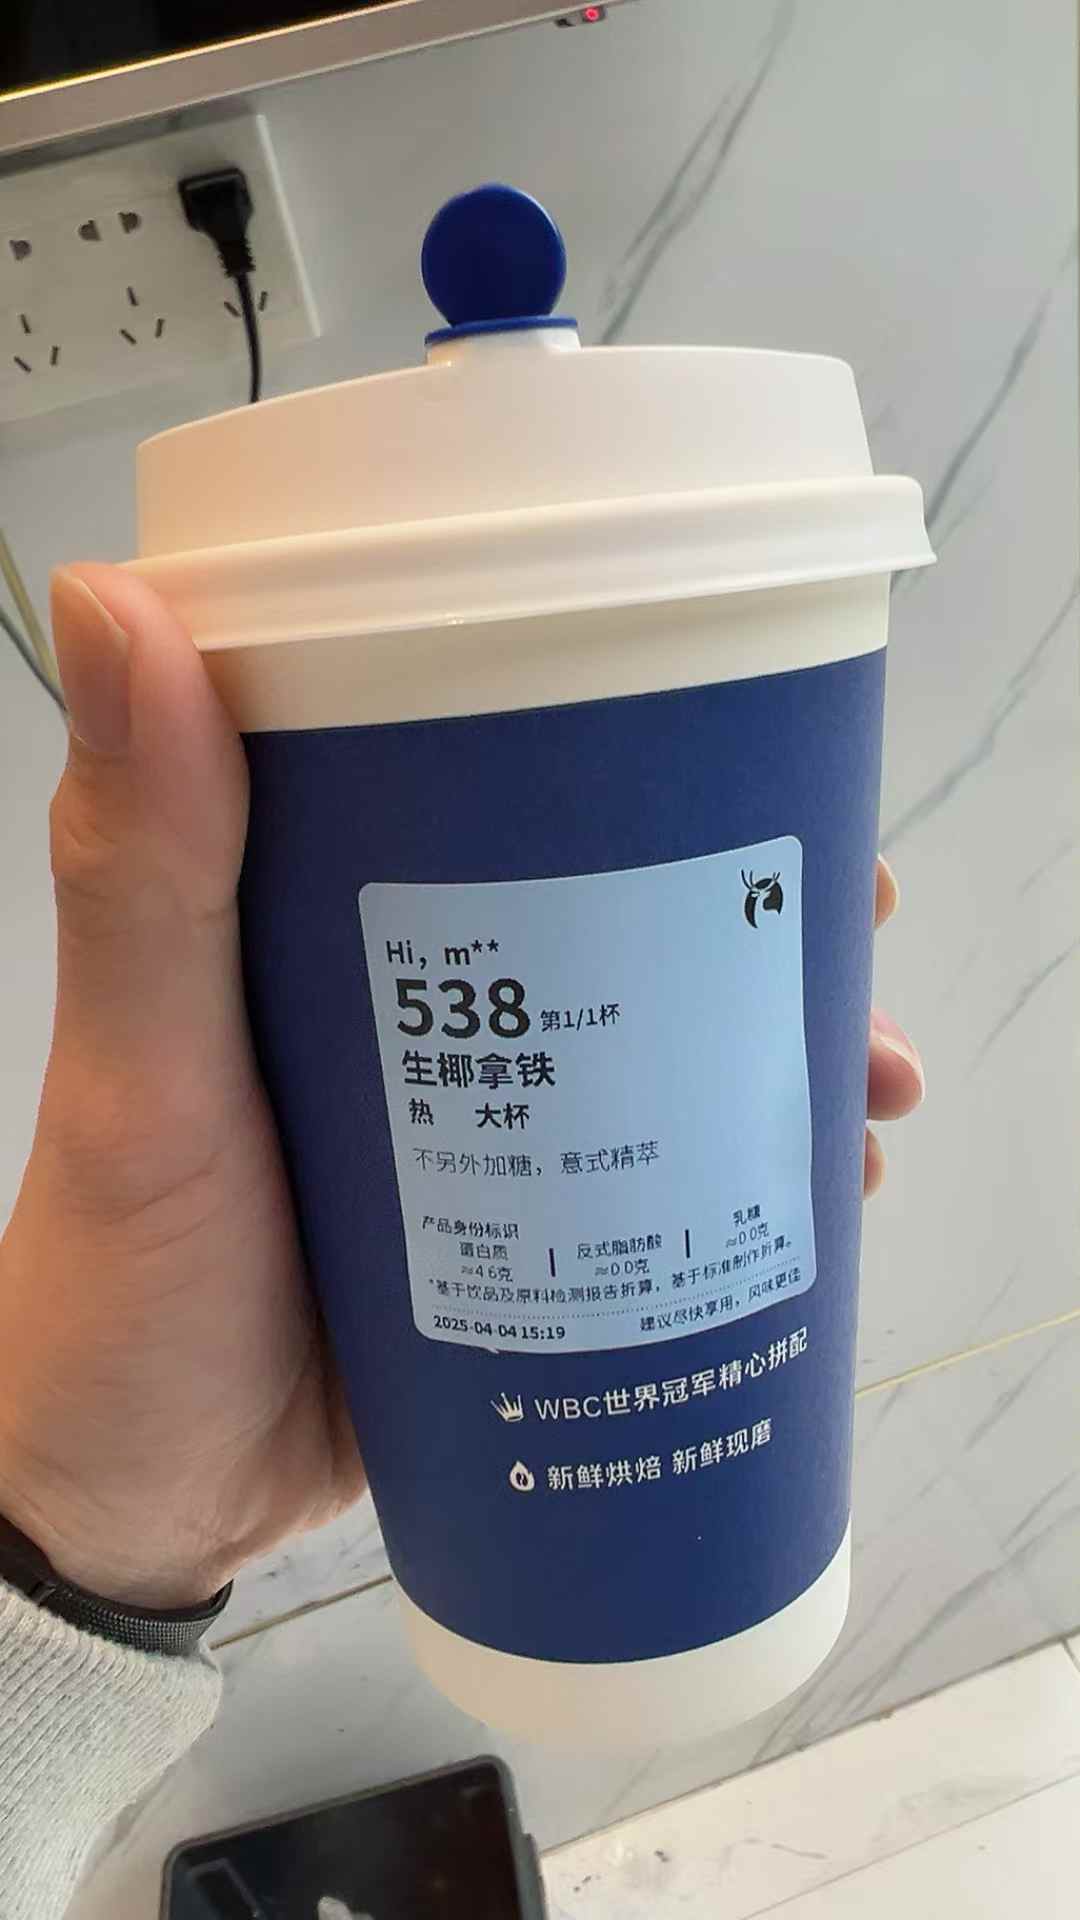 Hi，m**
538 第1/1杯
生椰拿铁
热 大杯
不另外加糖，意式精萃
产品身份标识
蛋白质 | 反式脂肪酸 | 乳糖
≈4.6克 ≈0.0克 ≈0.0克
*基于饮品及原料检测报告折算，基于标准制作折算。
2025-04-04 15:19 建议尽快享用，风味更佳
WBC世界冠军精心拼配
新鲜烘焙 新鲜现磨